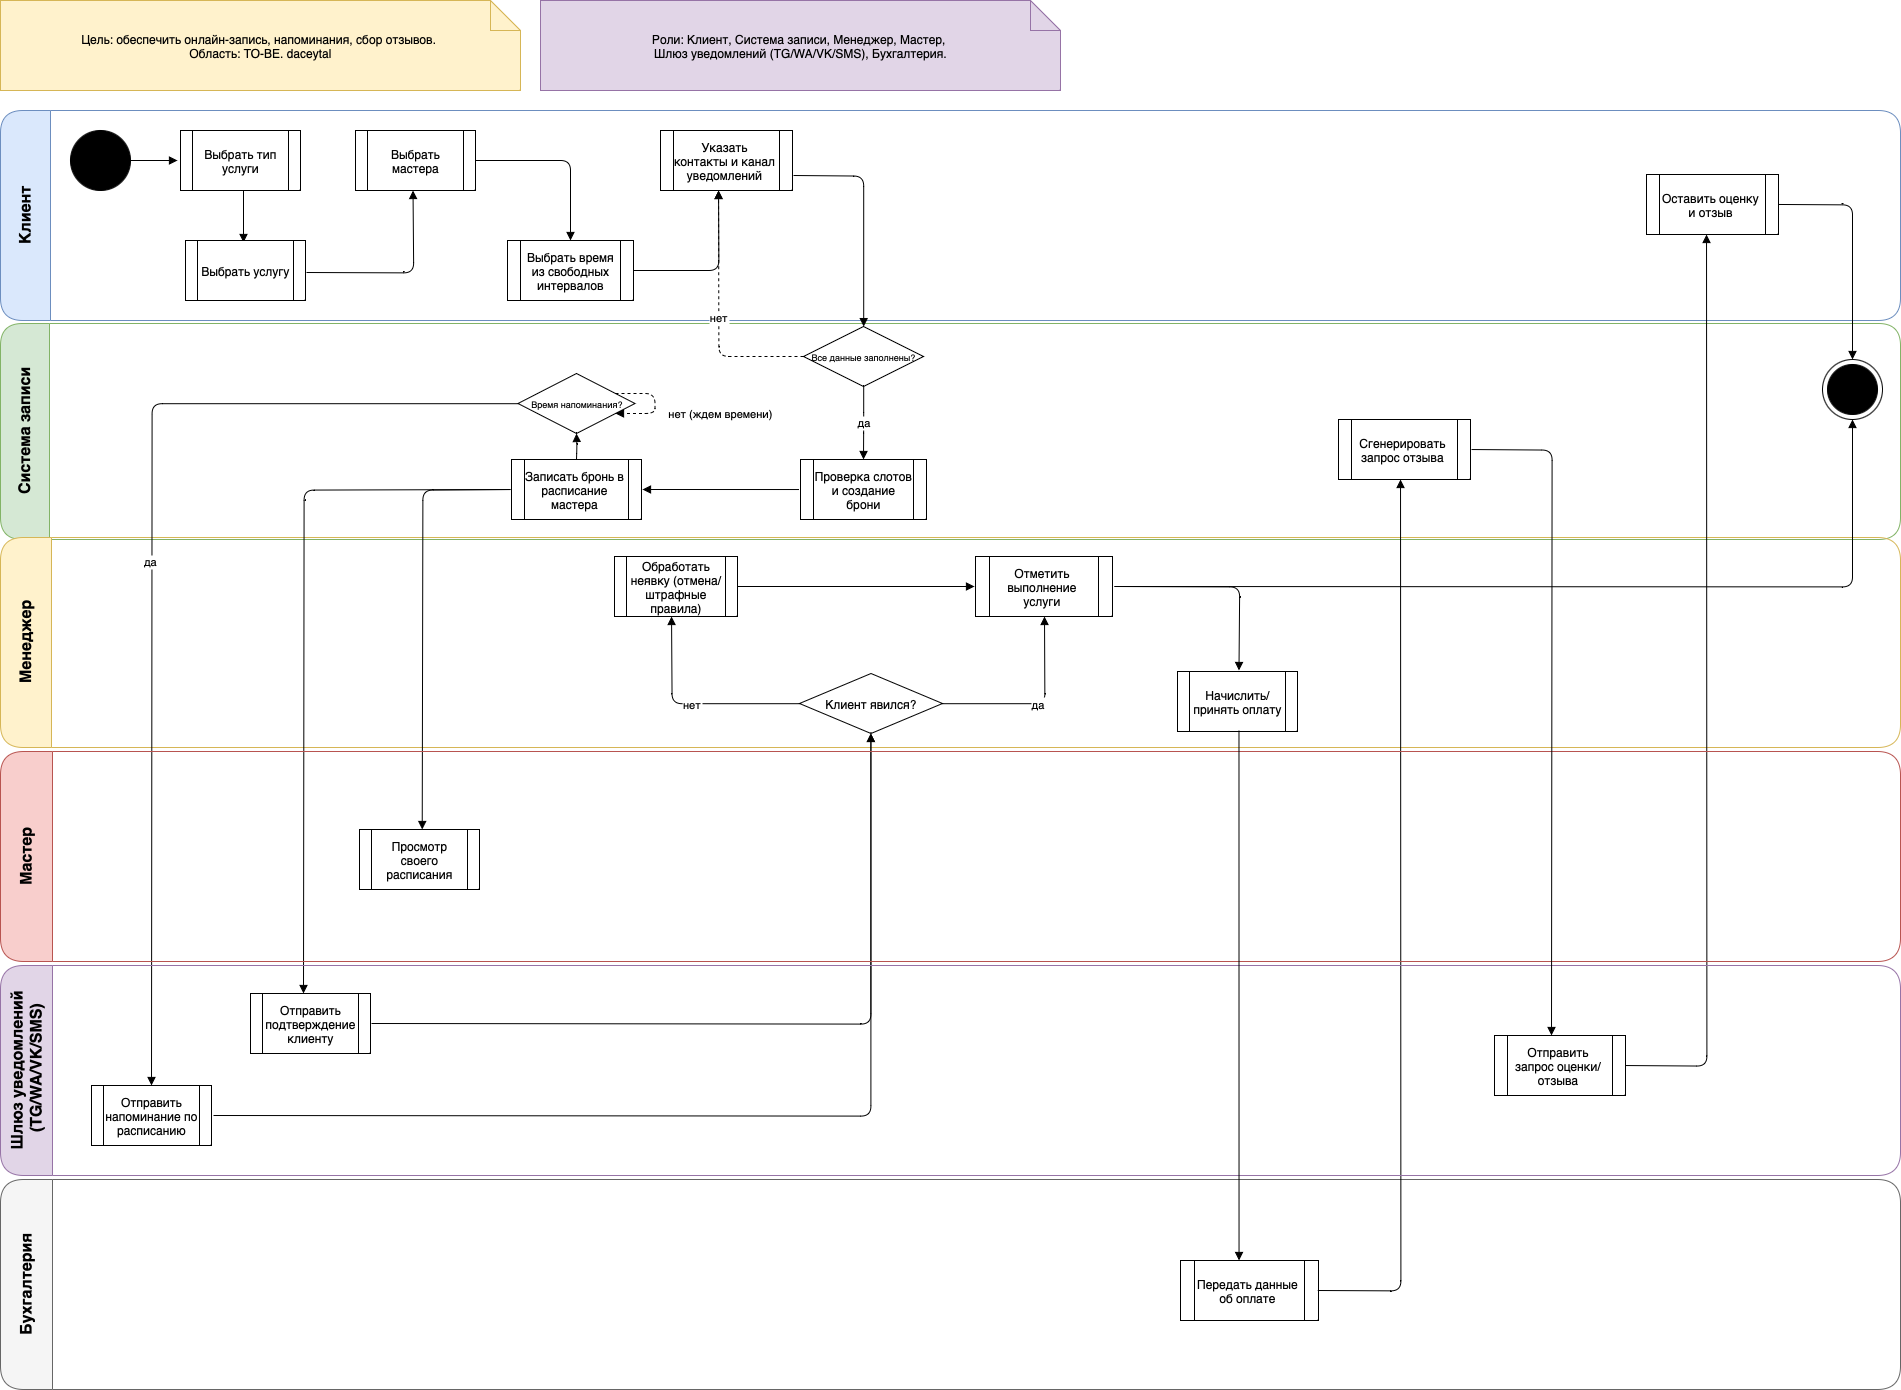 Цель: обеспечить онлайн-запись, напоминания, сбор отзывов.
Область: TO-BE. daceytal
Роли: Клиент, Система записи, Менеджер, Мастер,
Шлюз уведомлений (TG/WA/VK/SMS), Бухгалтерия.
Клиент
Выбрать тип
услуги
Выбрать
мастера
Указать
контакты и канал
уведомлений
Оставить оценку
и отзыв
Выбрать услугу
Выбрать время
из свободных
интервалов
нет
Система записи
Все данные заполнены?
Время напоминания?
нет (ждем времени)
да
Сгенерировать
запрос отзыва
Записать бронь в
расписание
мастера
Проверка слотов
и создание
брони
да
Менеджер
Обработать
неявку (отмена/
штрафные
правила)
Отметить
выполнение
услуги
Начислить/
принять оплату
нет
Клиент явился?
да
Мастер
Просмотр
своего
расписания
Шлюз уведомлений
(TG/WA/VK/SMS)
Отправить
подтверждение
клиенту
Отправить
запрос оценки/
отзыва
Отправить
напоминание по
расписанию
Бухгалтерия
Передать данные
об оплате